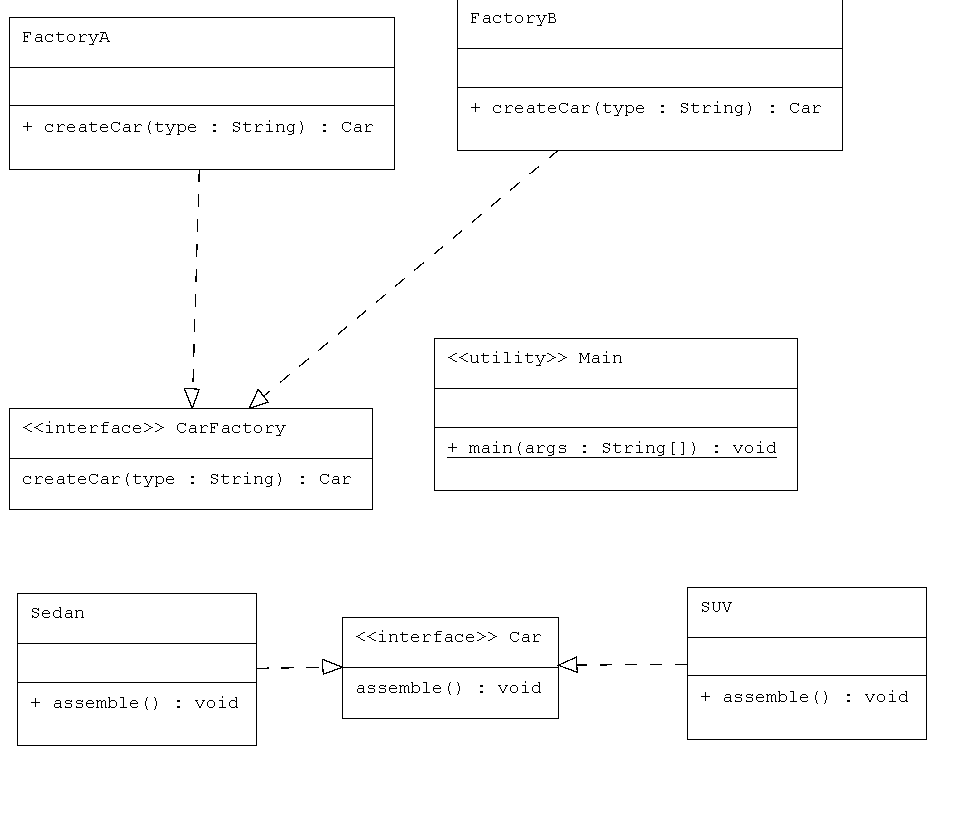 FactoryA
+ createCar(type : String) : Car
FactoryB
+ createCar(type : String) : Car
<<utility>> Main
+ main(args : String[]) : void
<<interface>> CarFactory
createCar(type : String) : Car
Sedan
+ assemble() : void
<<interface>> Car
assemble() : void
SUV
+ assemble() : void